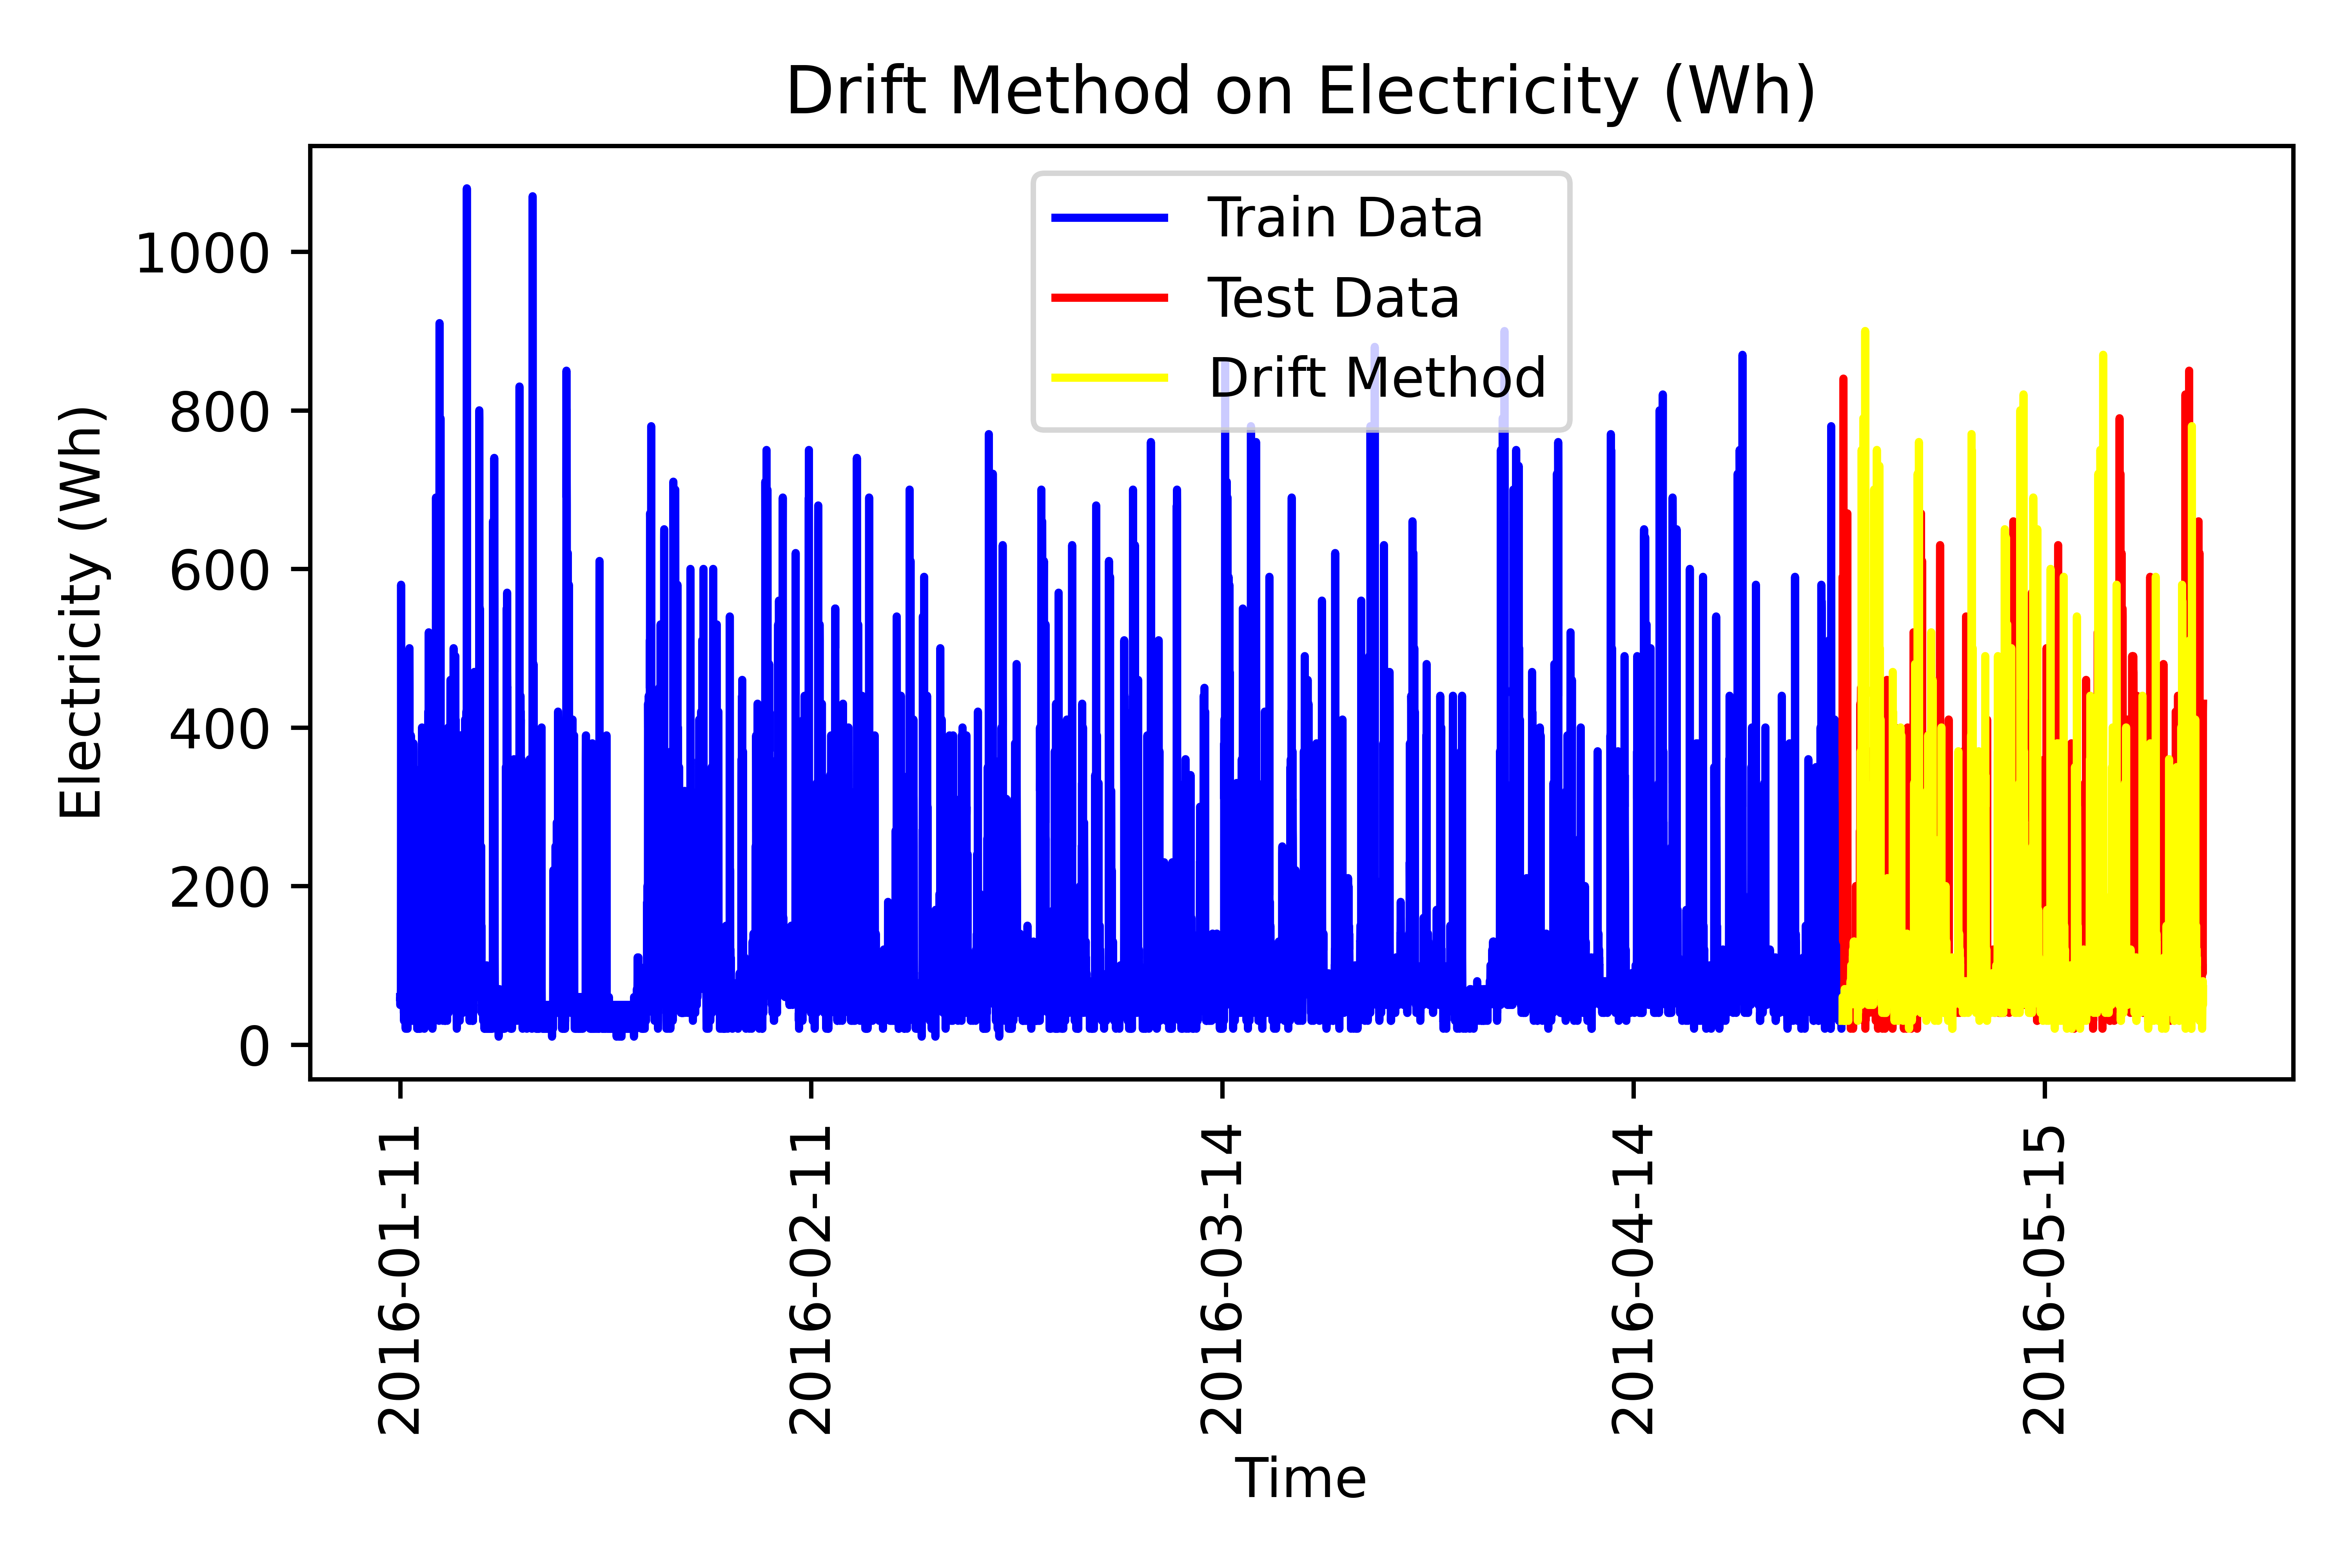 Drift Method on Electricity (Wh)
Train Data
Test Data
Drift Method
Electricity (Wh)
1000
800
600
400
200
0
2016-01-11
2016-02-11
2016-03-14
2016-04-14
2016-05-15
Time